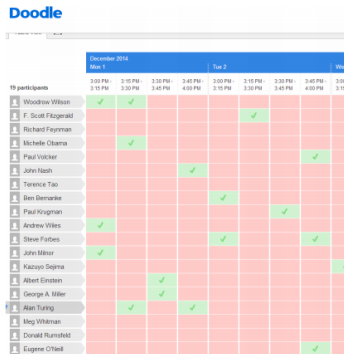 Doodle
December 2014
Mon 1 Tue 2 We
3:00 PM - 3:15 PM - 3:30 PM - 3:45 PM - 3:00 PM - 3:15 PM - 3:30 PM - 3:45 PM - 3:00
19 participants 3:15 PM 3:30 PM 3:45 PM 4:00 PM 3:15 PM 3:30 PM 3:45 PM 4:00 PM 3:15
Woodrow Wilson
F. Scott Fitzgerald
Richard Feynman
Michelle Obama
Paul Volcker
John Nash
Terence Tao
Ben Bernanke
Paul Krugman
Andrew Wiles
Steve Forbes
John Milnor
Kazuyo Sejima
Albert Einstein
George A. Miller
Alan Turing
Meg Whitman
Donald Rumsfeld
Eugene O'Neill